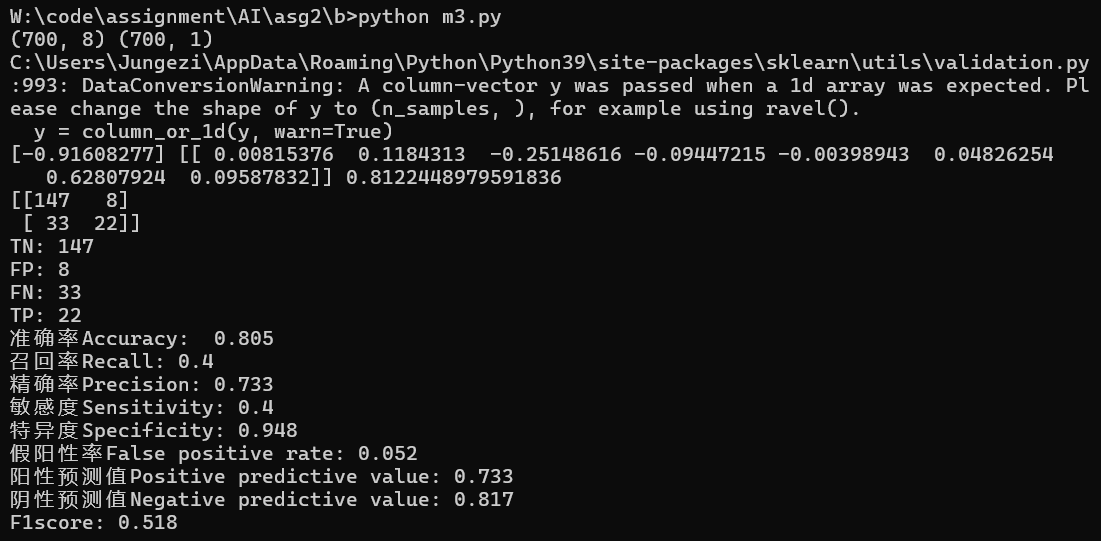 W:\code\assignment\AI\asg2\b>python m3.py
(700, 8) (700, 1)
C:\Users\Jungezi\AppData\Roaming\Python\Python39\site-packages\sklearn\utils\validation.py
:993: DataConversionWarning: A column-vector y was passed when a 1d array was expected. Pl
ease change the shape of y to (n_samples, ), for example using ravel().
  y = column_or_1d(y, warn=True)
[-0.91608277] [[ 0.00815376  0.1184313  -0.25148616 -0.09447215 -0.00398943  0.04826254
   0.62807924  0.09587832]] 0.8122448979591836
[[147   8]
 [ 33  22]]
TN: 147
FP: 8
FN: 33
TP: 22
准确率Accuracy:  0.805
召回率Recall: 0.4
精确率Precision: 0.733
敏感度Sensitivity: 0.4
特异度Specificity: 0.948
假阳性率False positive rate: 0.052
阳性预测值Positive predictive value: 0.733
阴性预测值Negative predictive value: 0.817
F1score: 0.518